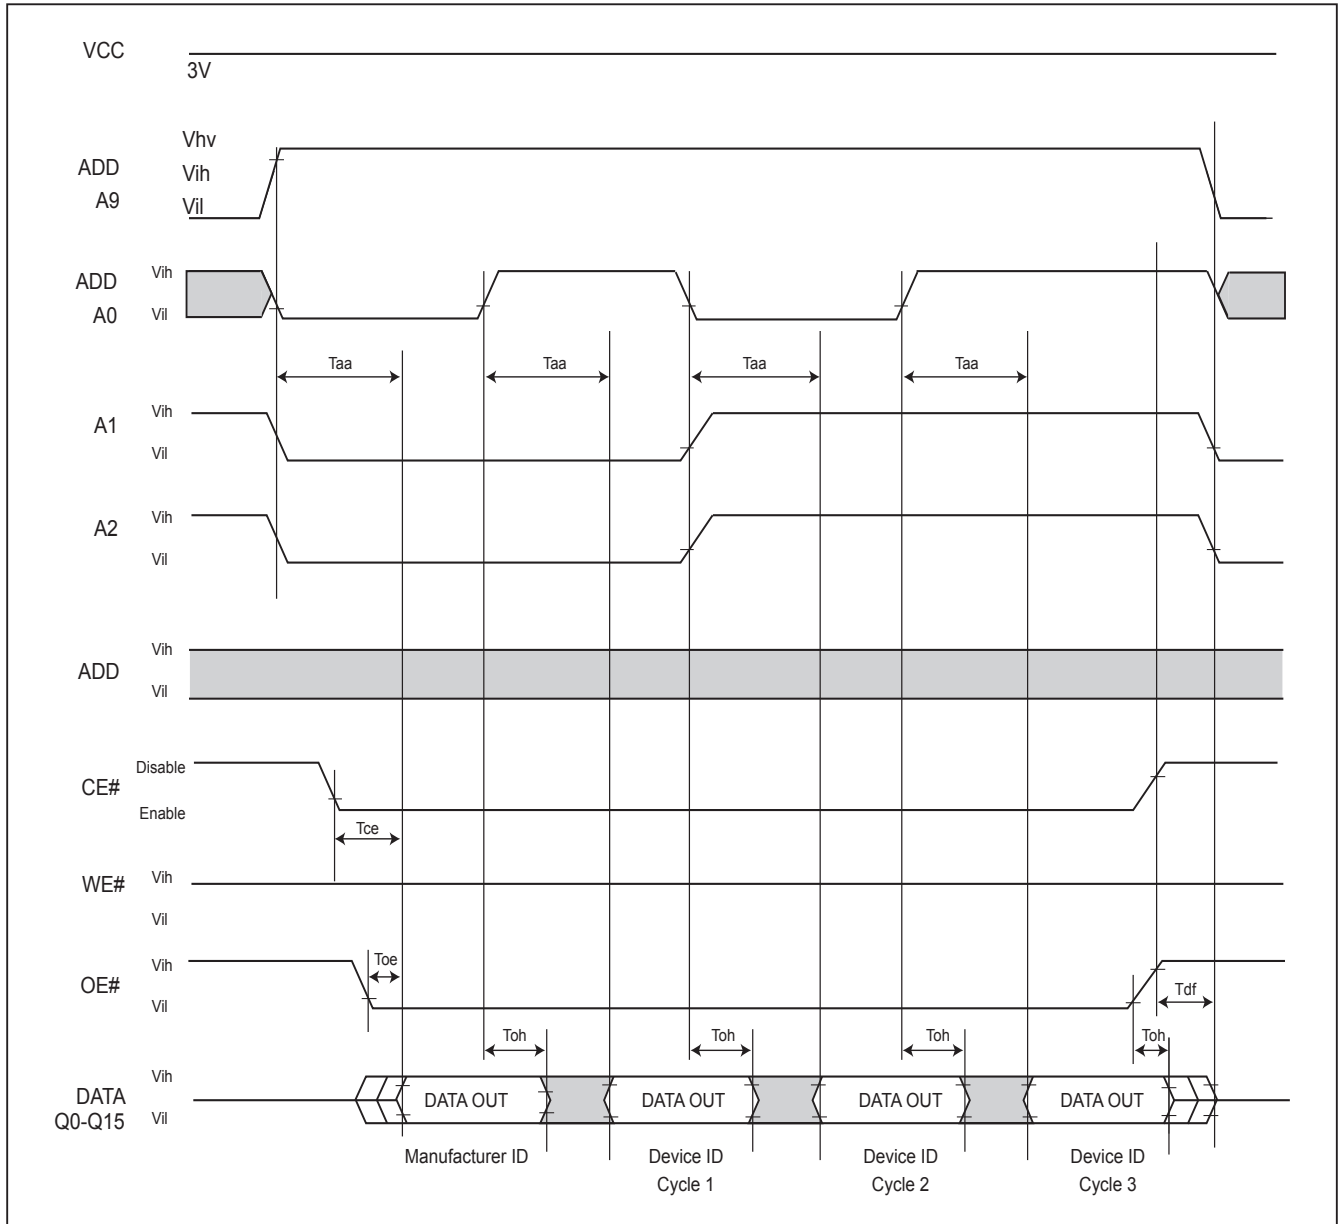 VCC
3V
ADD
A9
Vhv
Vih
Vil
ADD
A0
Vih
Vil
Taa
Taa
Taa
Taa
A1
Vih
Vil
A2
Vih
Vil
ADD
Vih
Vil
CE#
Disable
Enable
Tce
WE#
Vih
Vil
OE#
Vih
Vil
Toe
Tdf
Toh
Toh
Toh
Toh
DATA
Q0-Q15
Vih
Vil
DATA OUT
DATA OUT
DATA OUT
DATA OUT
Manufacturer ID
Device ID
Cycle 1
Device ID
Cycle 2
Device ID
Cycle 3